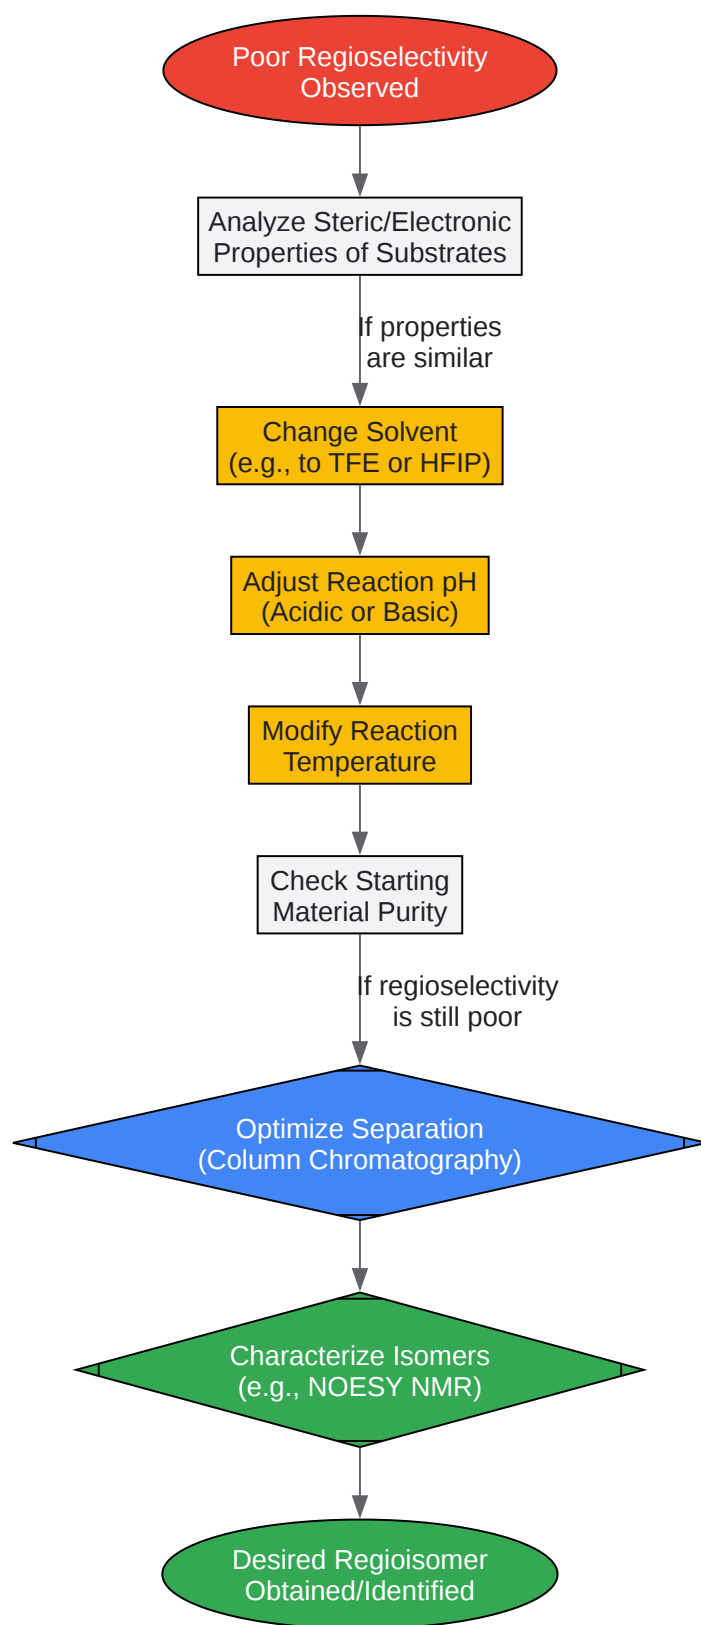 Poor Regioselectivity
Observed
Analyze Steric/Electronic
Properties of Substrates
If properties
are similar
Change Solvent
(e.g., to TFE or HFIP)
Adjust Reaction pH
(Acidic or Basic)
Modify Reaction
Temperature
Check Starting
Material Purity
If regioselectivity
is still poor
Optimize Separation
(Column Chromatography)
Characterize Isomers
(e.g., NOESY NMR)
Desired Regioisomer
Obtained/Identified